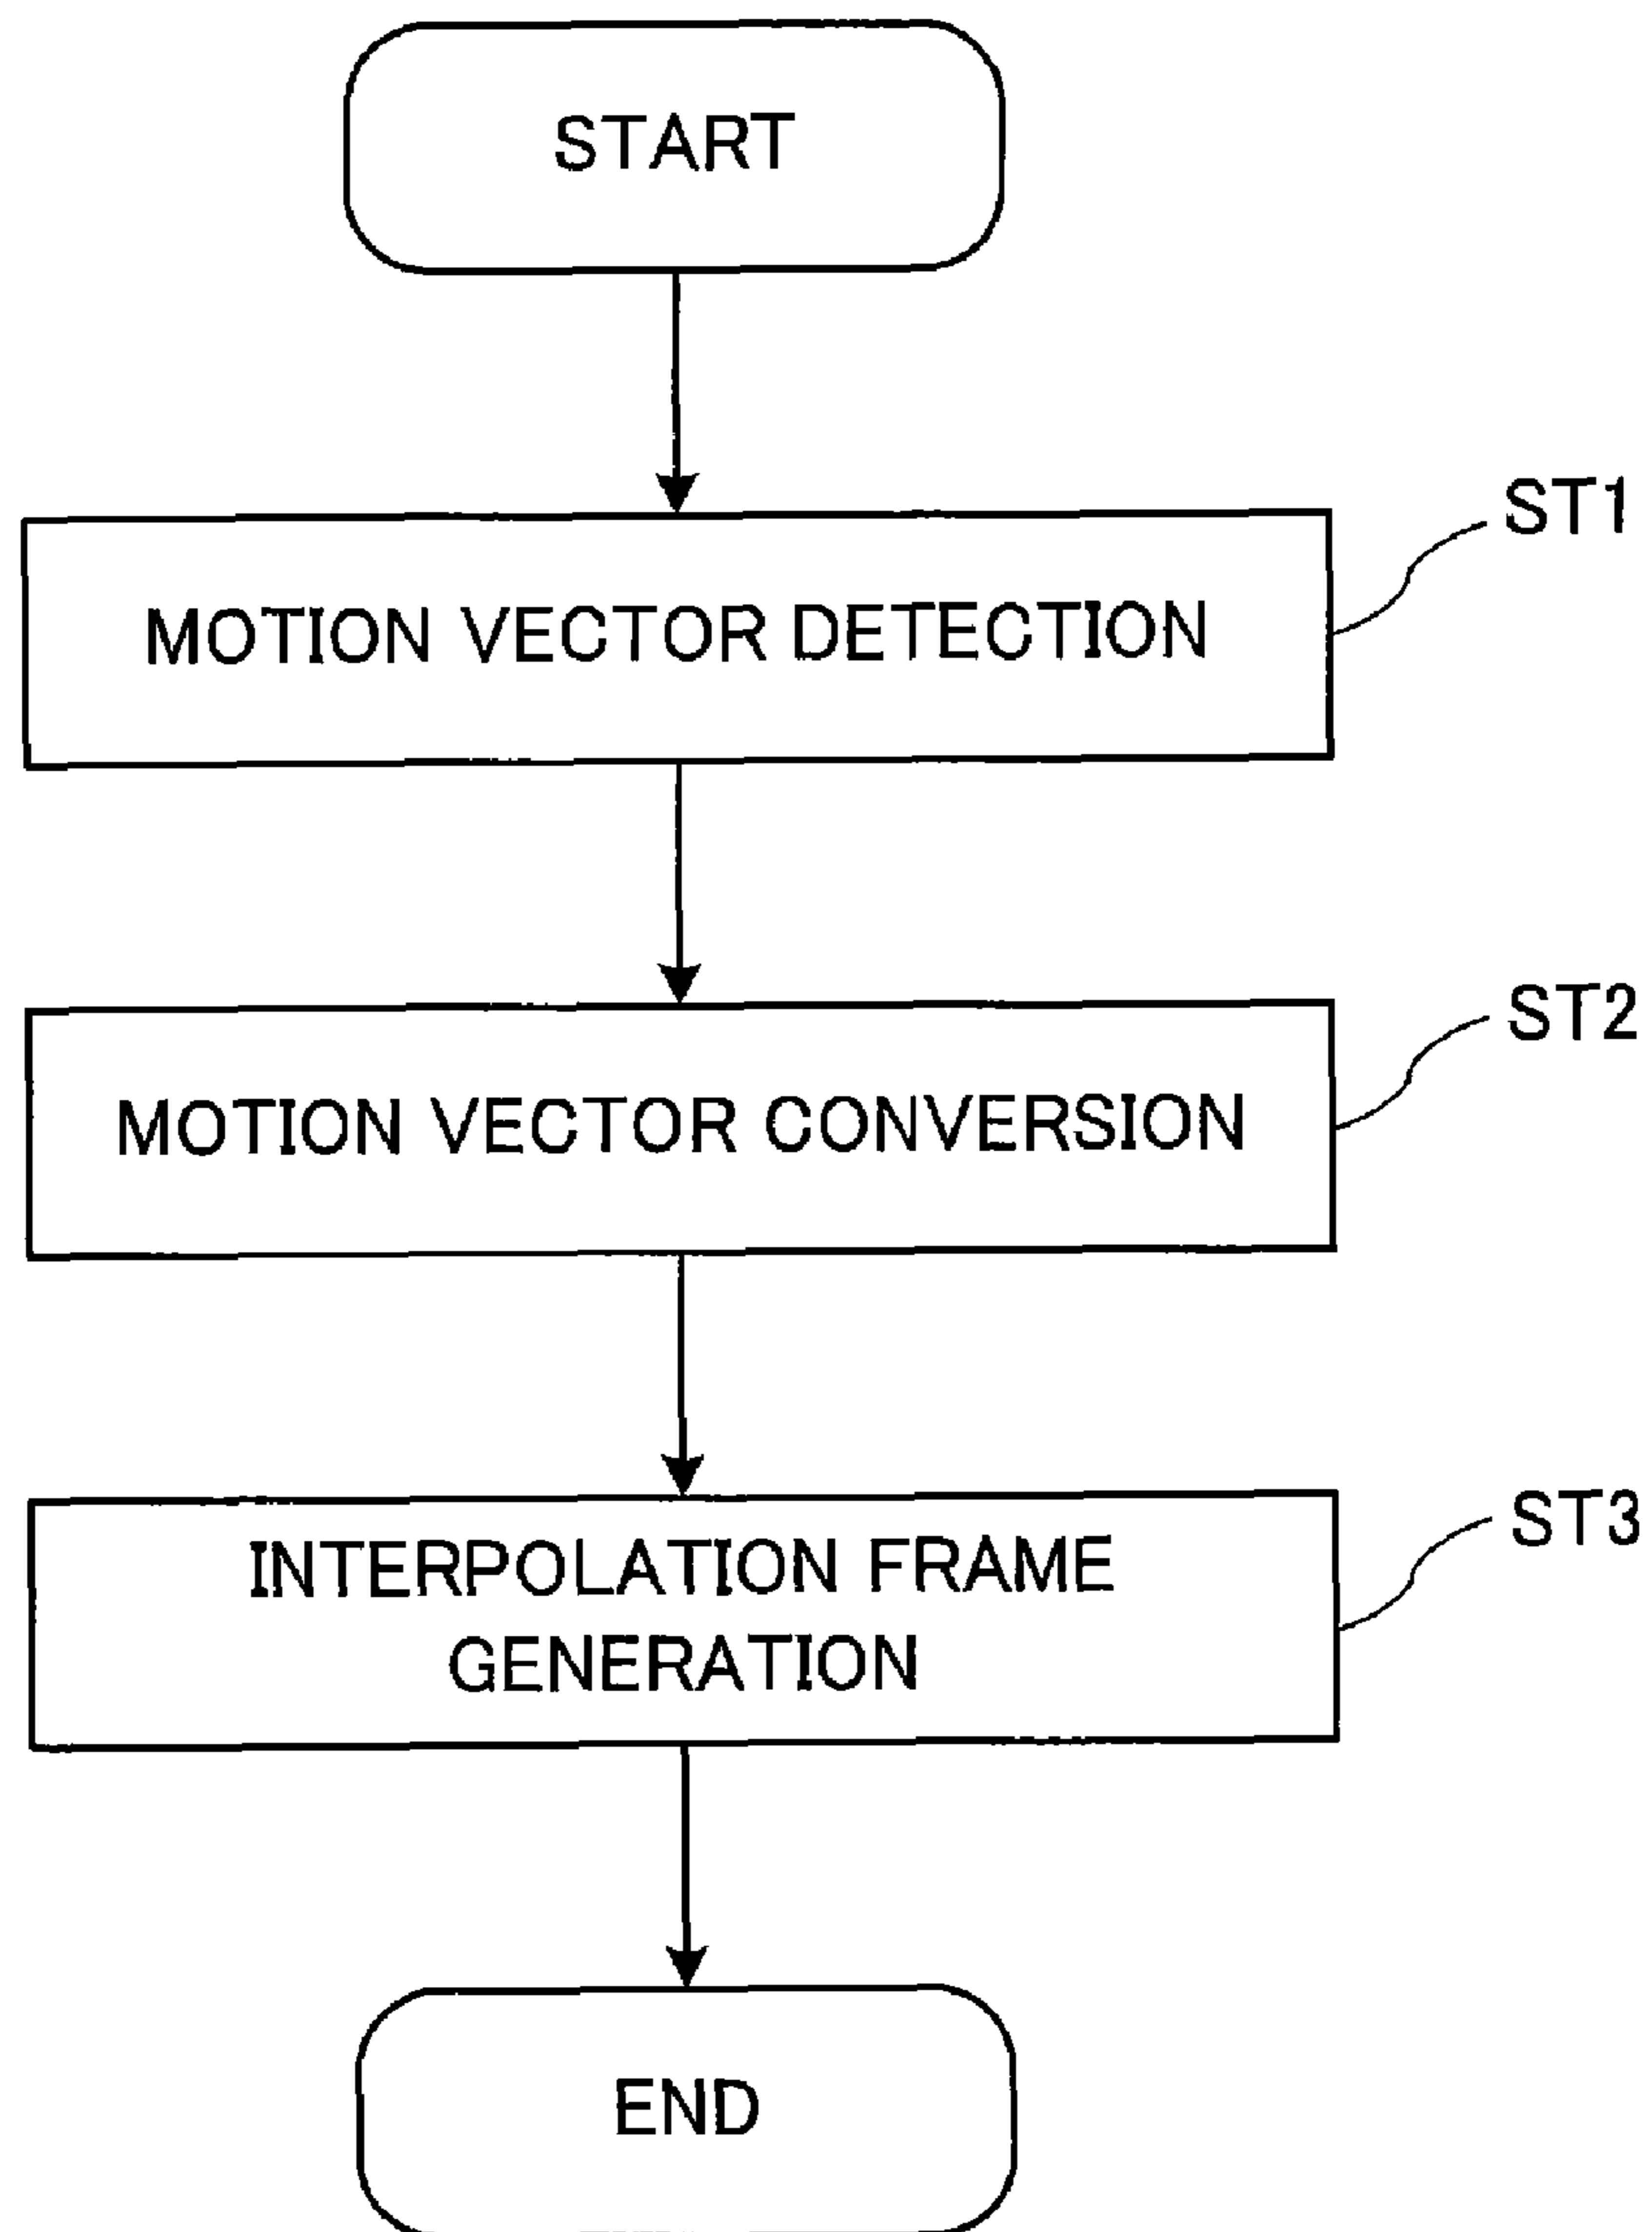 START
ST1
MOTION VECTOR DETECTION
ST2
MOTION VECTOR CONVERSION
ST3
INTERPOLATION FRAME
GENERATION
END